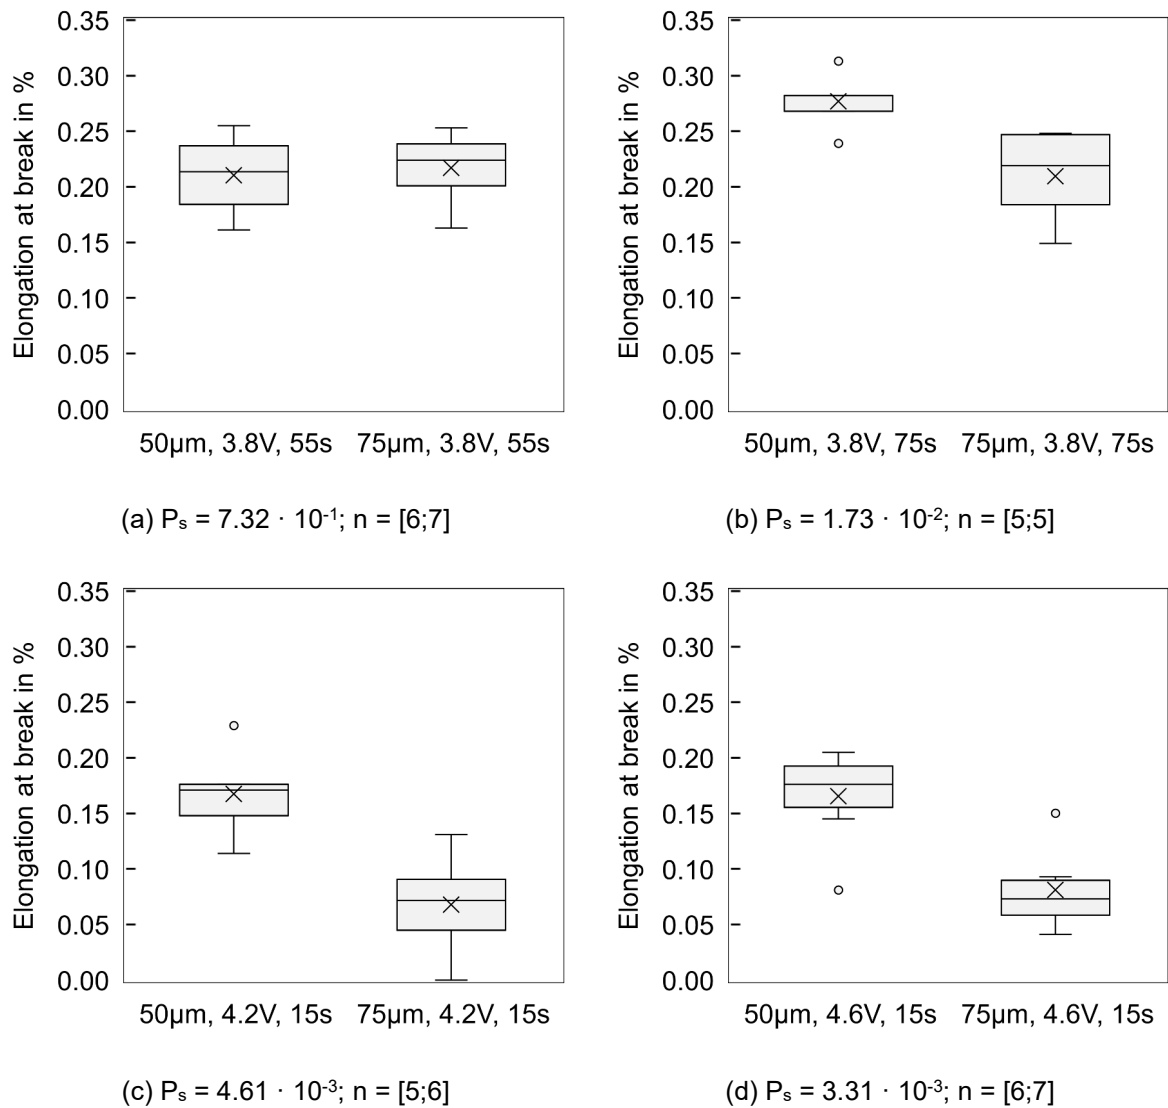 Elongation at break in %
0.35
0.30
0.25
0.20
0.15
0.10
0.05
0.00
50µm, 3.8V, 55s 75µm, 3.8V, 55s
(a) Pₛ = 7.32 · 10⁻¹; n = [6;7]
Elongation at break in %
0.35
0.30
0.25
0.20
0.15
0.10
0.05
0.00
50µm, 3.8V, 75s 75µm, 3.8V, 75s
(b) Pₛ = 1.73 · 10⁻²; n = [5;5]
Elongation at break in %
0.35
0.30
0.25
0.20
0.15
0.10
0.05
0.00
50µm, 4.2V, 15s 75µm, 4.2V, 15s
(c) Pₛ = 4.61 · 10⁻³; n = [5;6]
Elongation at break in %
0.35
0.30
0.25
0.20
0.15
0.10
0.05
0.00
50µm, 4.6V, 15s 75µm, 4.6V, 15s
(d) Pₛ = 3.31 · 10⁻³; n = [6;7]